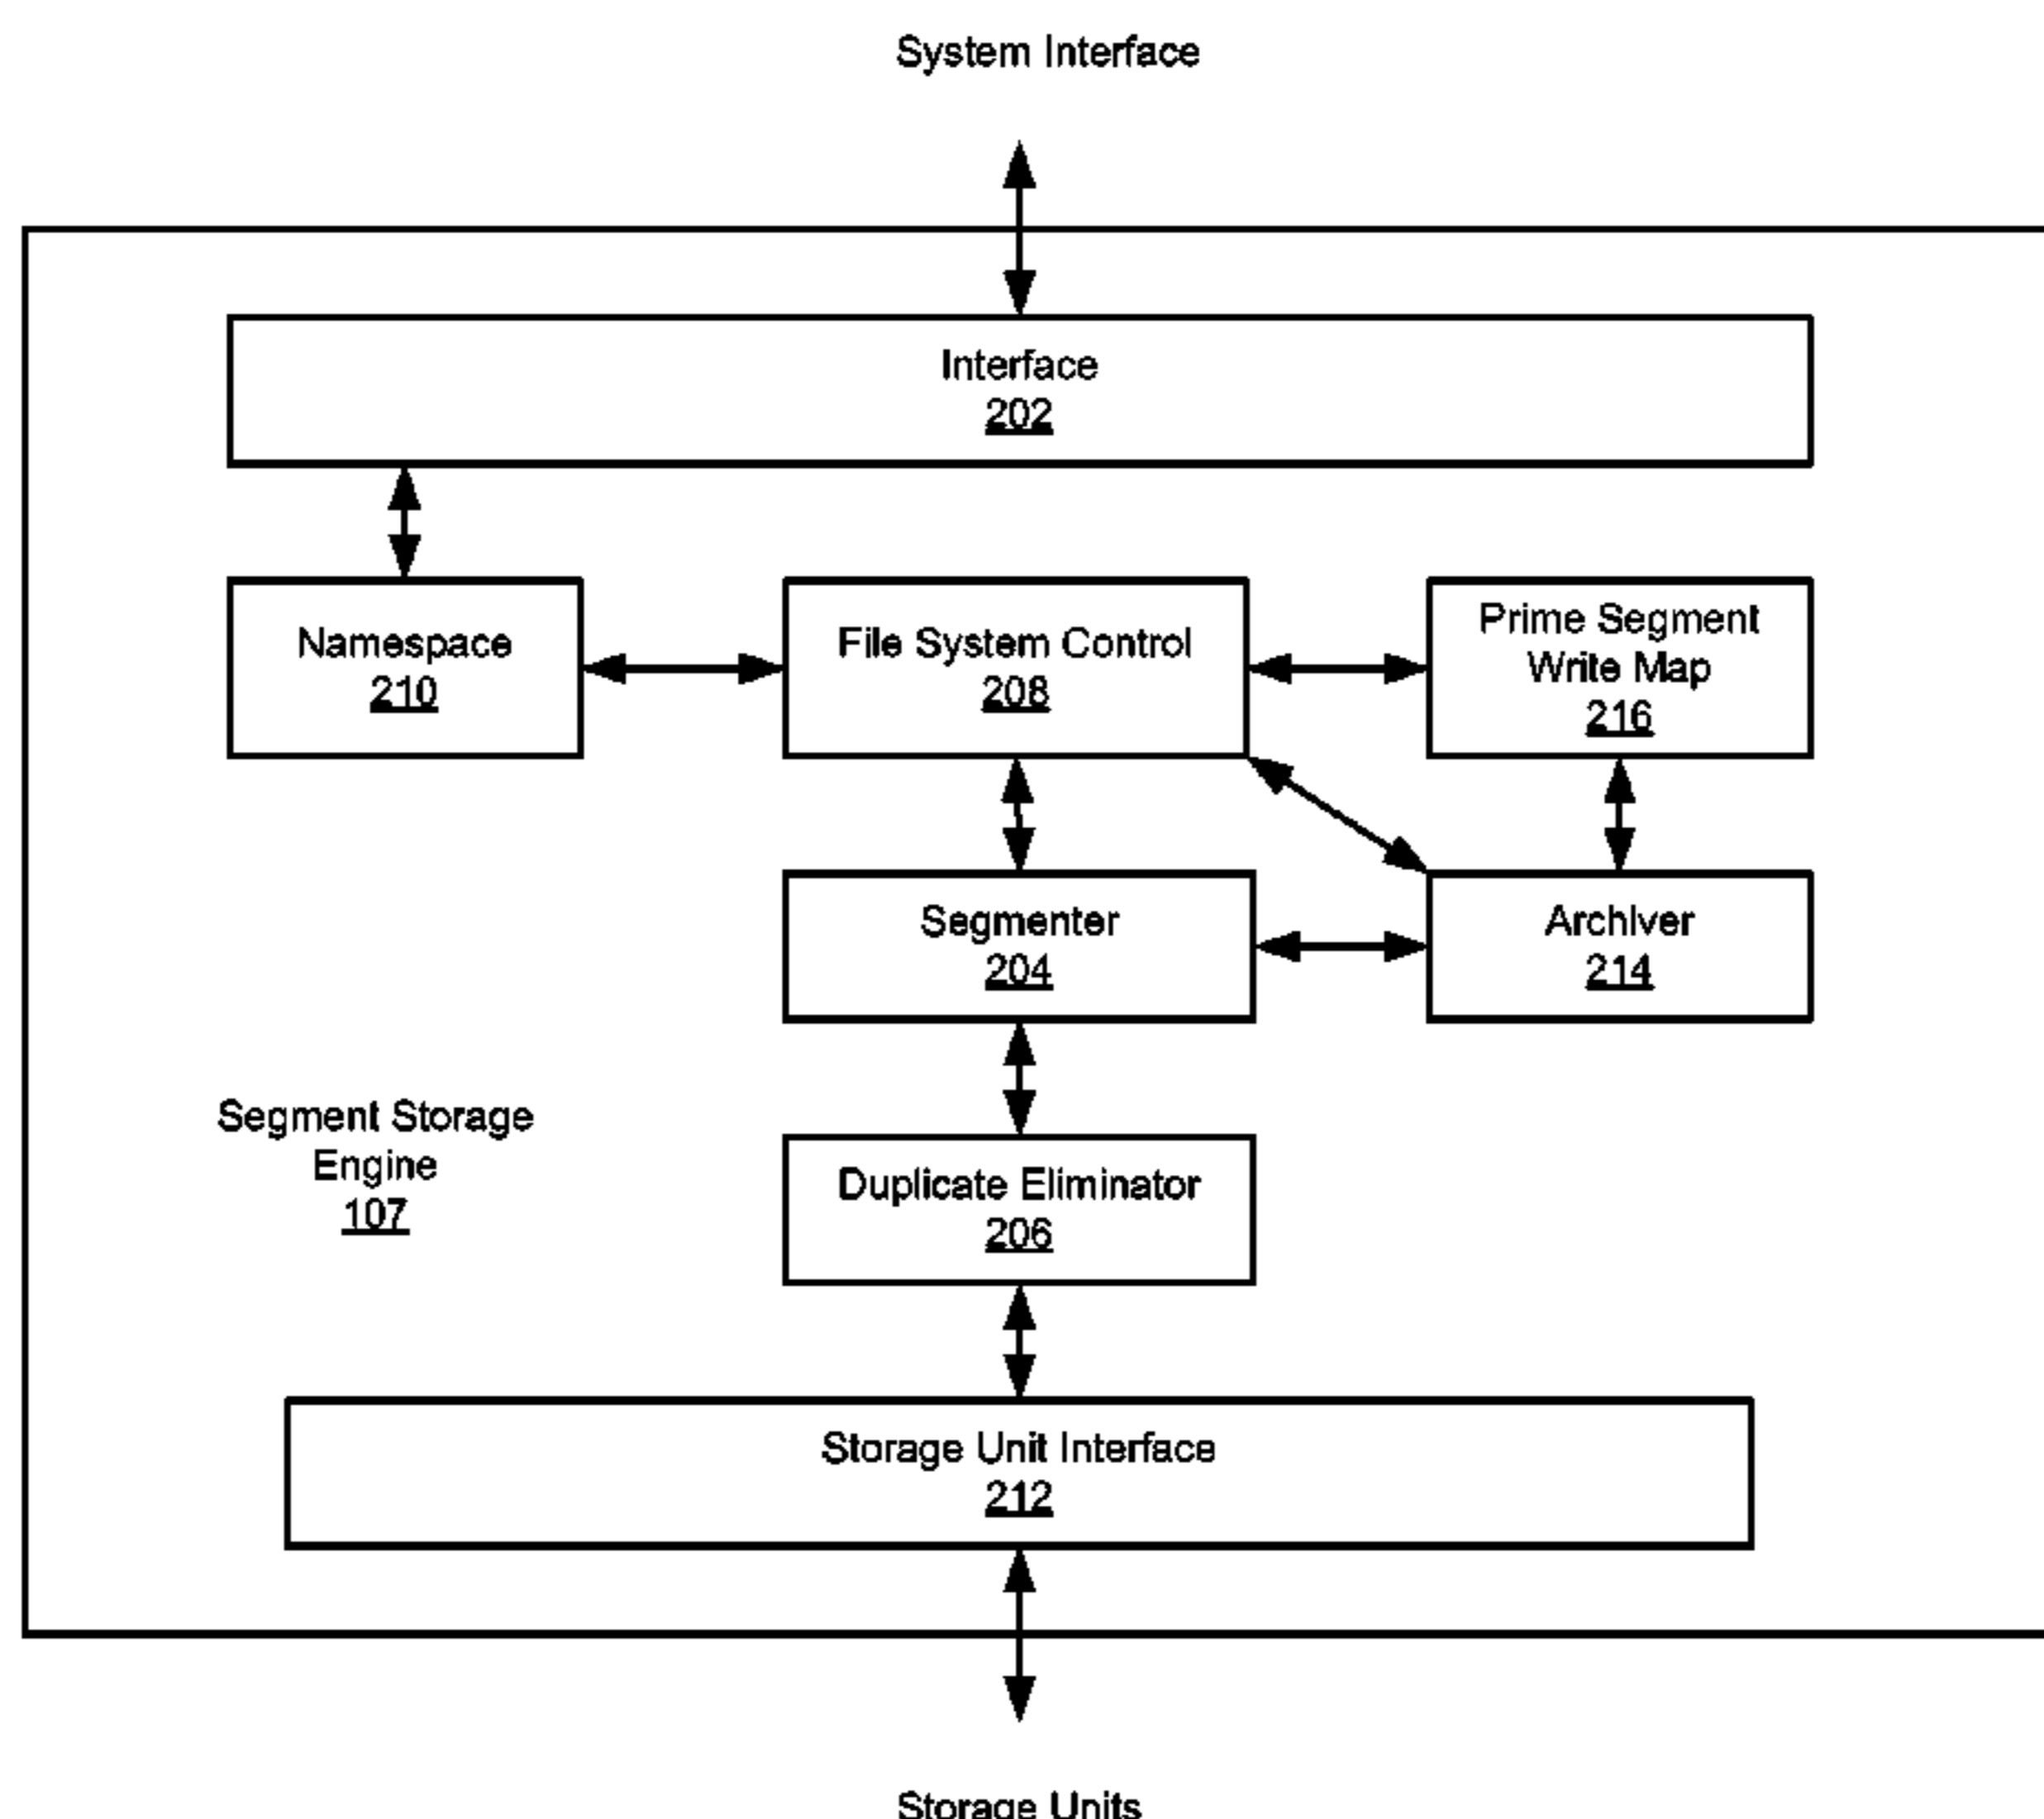 System Interface
Interface
202
Namespace
210
File System Control
208
Prime Segment
Write Map
216
Segmenter
204
Archiver
214
Segment Storage
Engine
107
Duplicate Eliminator
206
Storage Unit Interface
212
Storage Units